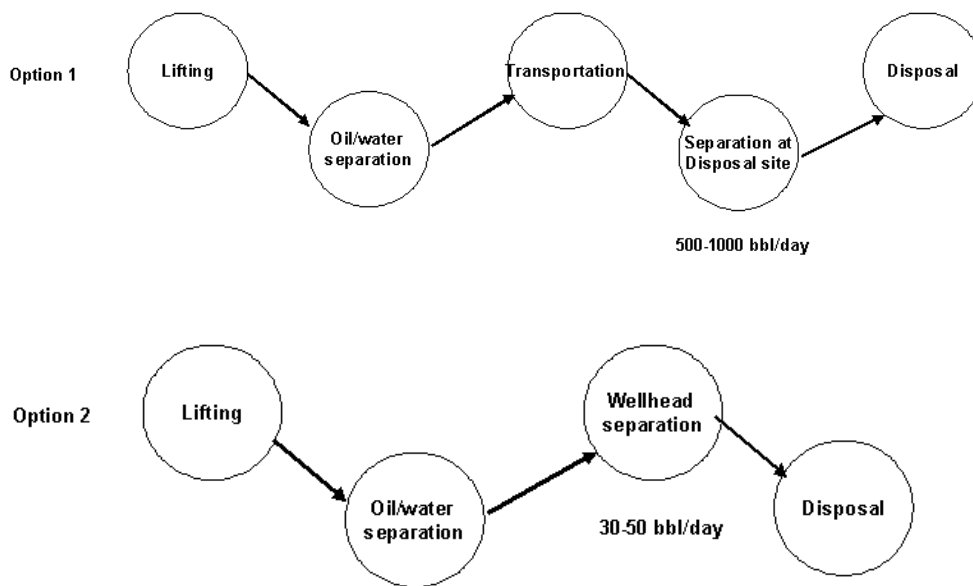 Option 1
Lifting
Oil/water
separation
Transportation
Separation at
Disposal site
500-1000 bbl/day
Disposal
Option 2
Lifting
Oil/water
separation
Wellhead
separation
30-50 bbl/day
Disposal